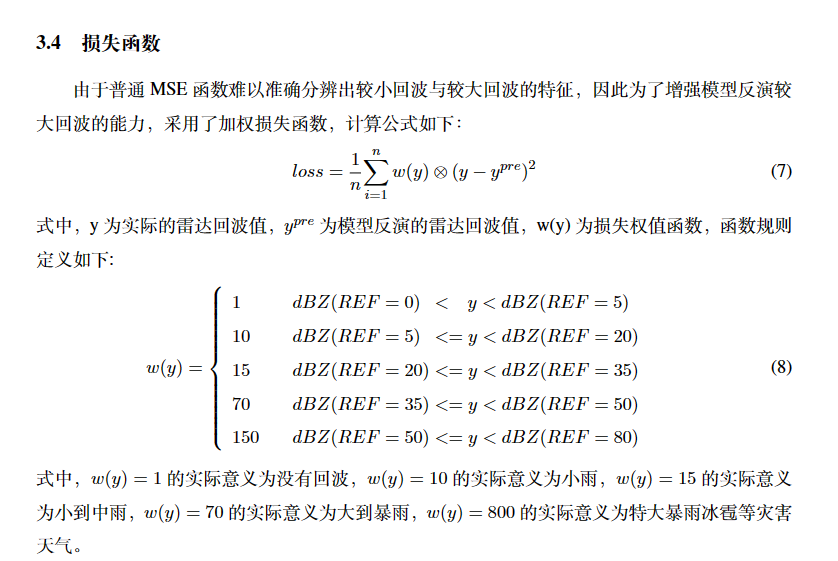 3.4 损失函数
由于普通 MSE 函数难以准确分辨出较小回波与较大回波的特征，因此为了增强模型反演较
大回波的能力，采用了加权损失函数，计算公式如下：
loss = \frac{1}{n} \sum_{i=1}^{n} w(y) ⊗ (y − y^{pre})^2 (7)
式中，y 为实际的雷达回波值，y^{pre} 为模型反演的雷达回波值，w(y) 为损失权值函数，函数规则
定义如下：
1 dBZ(REF = 0) < y < dBZ(REF = 5)
10 dBZ(REF = 5) <= y < dBZ(REF = 20)
w(y) = { 15 dBZ(REF = 20) <= y < dBZ(REF = 35) (8)
70 dBZ(REF = 35) <= y < dBZ(REF = 50)
150 dBZ(REF = 50) <= y < dBZ(REF = 80)
式中，w(y) = 1 的实际意义为没有回波，w(y) = 10 的实际意义为小雨，w(y) = 15 的实际意义
为小到中雨，w(y) = 70 的实际意义为大到暴雨，w(y) = 800 的实际意义为特大暴雨冰雹等灾害
天气。